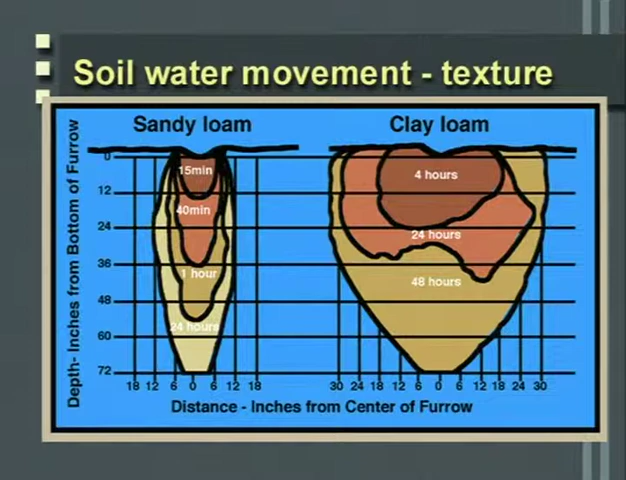 Soil water movement - texture
Sandy loam
Clay loam
Depth- Inches from Bottom of Furrow
0
12
24
36
48
60
72
15min
40min
1 hour
24 hours
4 hours
24 hours
48 hours
18 12 6 0 6 12 18
30 24 18 12 6 0 6 12 18 24 30
Distance - Inches from Center of Furrow